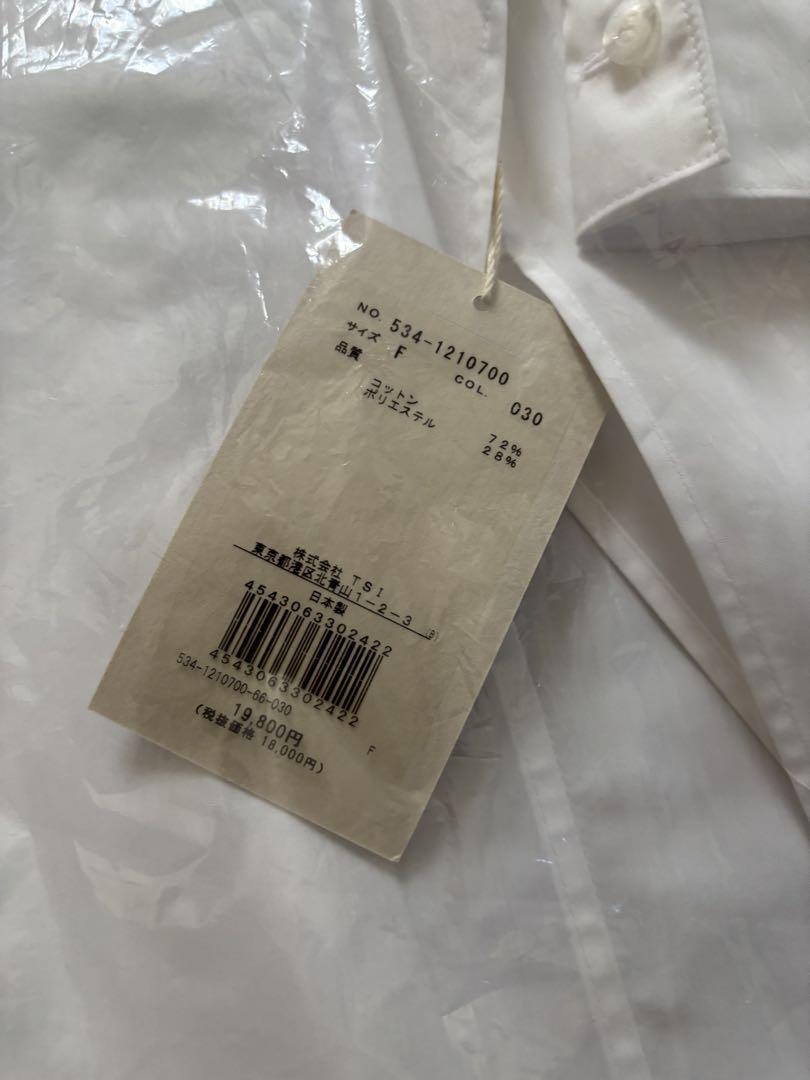 NO. 534-1210700
サイズ F COL. 030
品質 コットン 72%
ポリエステル 28%
株式会社 TSI
東京都港区北青山1-2-3 (B)
日本製
4543063302422
4543063302422
534-1210700-66-030
19,800円 F
(税抜価格 18,000円)